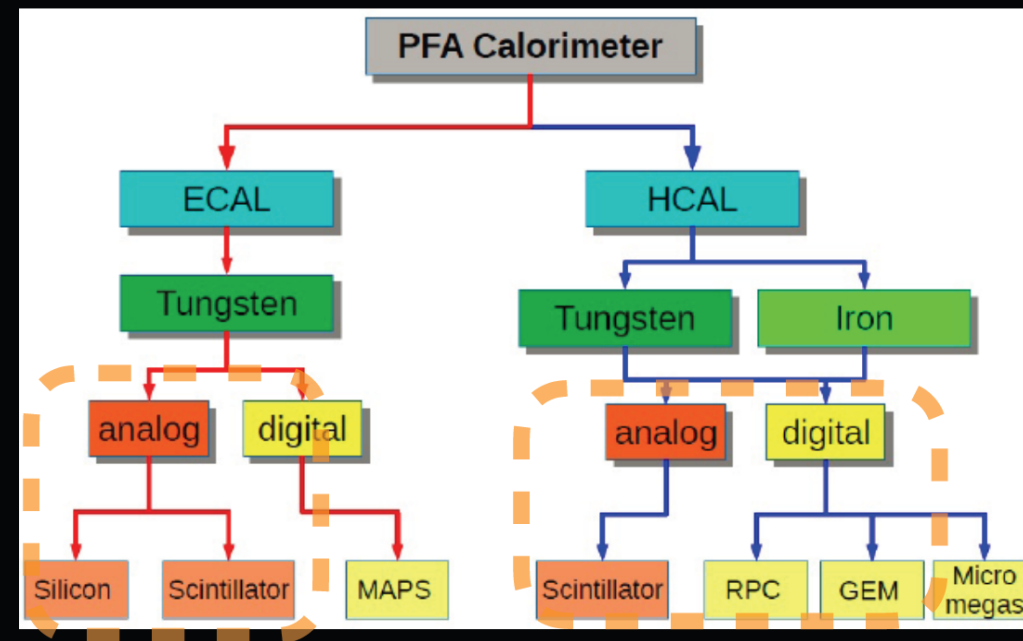 PFA Calorimeter
ECAL
HCAL
Tungsten
Tungsten
Iron
analog
digital
analog
digital
Silicon
Scintillator
MAPS
Scintillator
RPC
GEM
Micro
megas